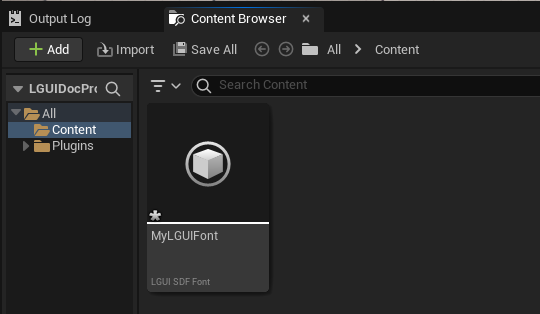 Output Log
Content Browser
+ Add
Import
Save All
All
Content
LGUIDocPro
Search Content
All
Content
Plugins
MyLGUIFont
LGUI SDF Font